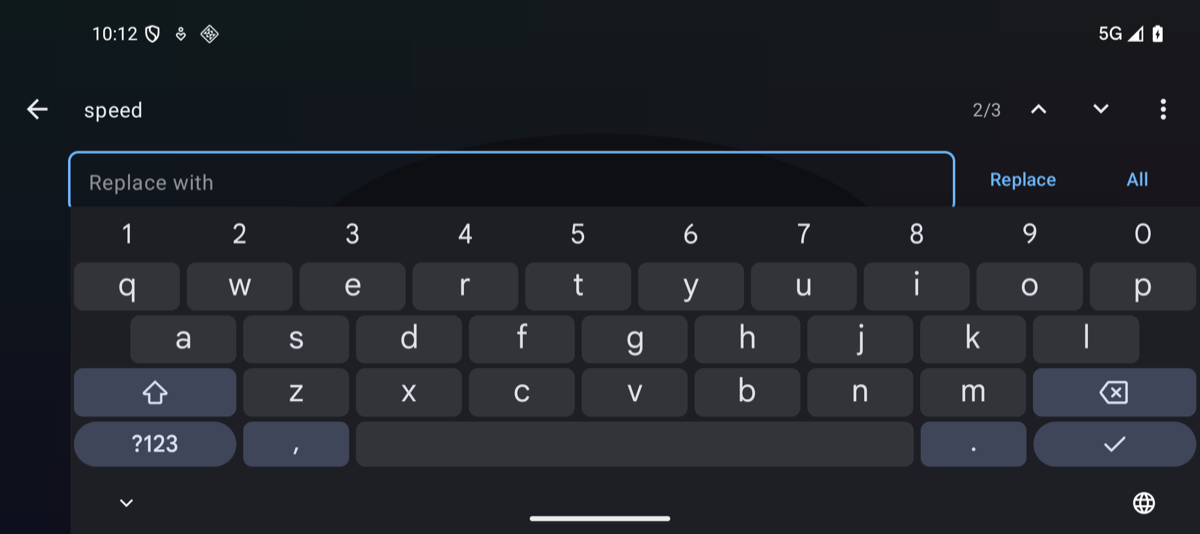 10:12 5G
speed 2/3
Replace with Replace All
1 2 3 4 5 6 7 8 9 0
q w e r t y u i o p
a s d f g h j k l
z x c v b n m
?123 , .